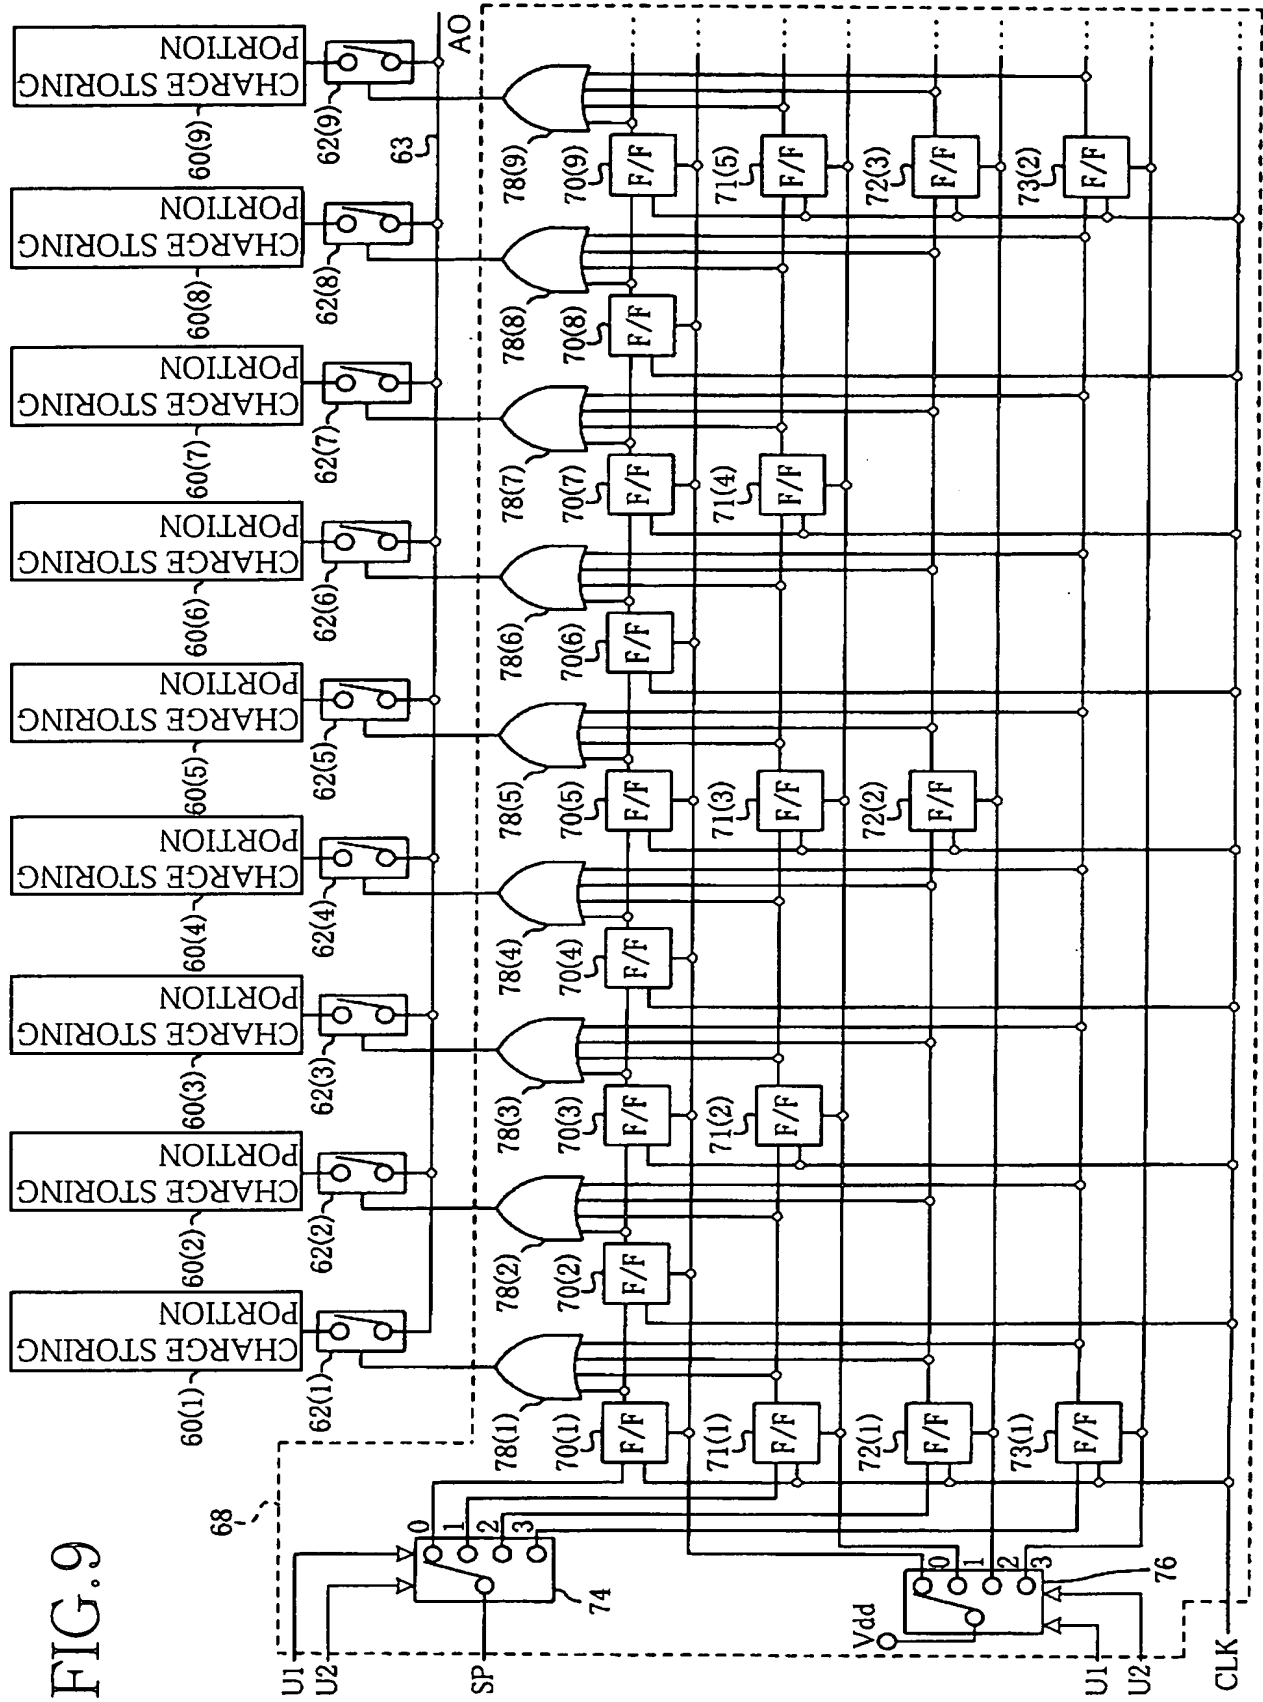 FIG.9
CHARGE STORING PORTION
CHARGE STORING PORTION
CHARGE STORING PORTION
CHARGE STORING PORTION
CHARGE STORING PORTION
CHARGE STORING PORTION
CHARGE STORING PORTION
CHARGE STORING PORTION
CHARGE STORING PORTION
60(1) 60(2) 60(3) 60(4) 60(5) 60(6) 60(7) 60(8) 60(9)
62(1) 62(2) 62(3) 62(4) 62(5) 62(6) 62(7) 62(8) 62(9)
63
AO
68
U1
U2
SP
0
1
2
3
74
78(1) 78(2) 78(3) 78(4) 78(5) 78(6) 78(7) 78(8) 78(9)
70(1) 70(2) 70(3) 70(4) 70(5) 70(6) 70(7) 70(8) 70(9)
F/F F/F F/F F/F F/F F/F F/F F/F F/F
71(1) 71(2) 71(3) 71(4) 71(5)
F/F F/F F/F F/F F/F
72(1) 72(2) 72(3)
F/F F/F F/F
73(1) 73(2)
F/F F/F
Vdd
0
1
2
3
76
U1
U2
CLK